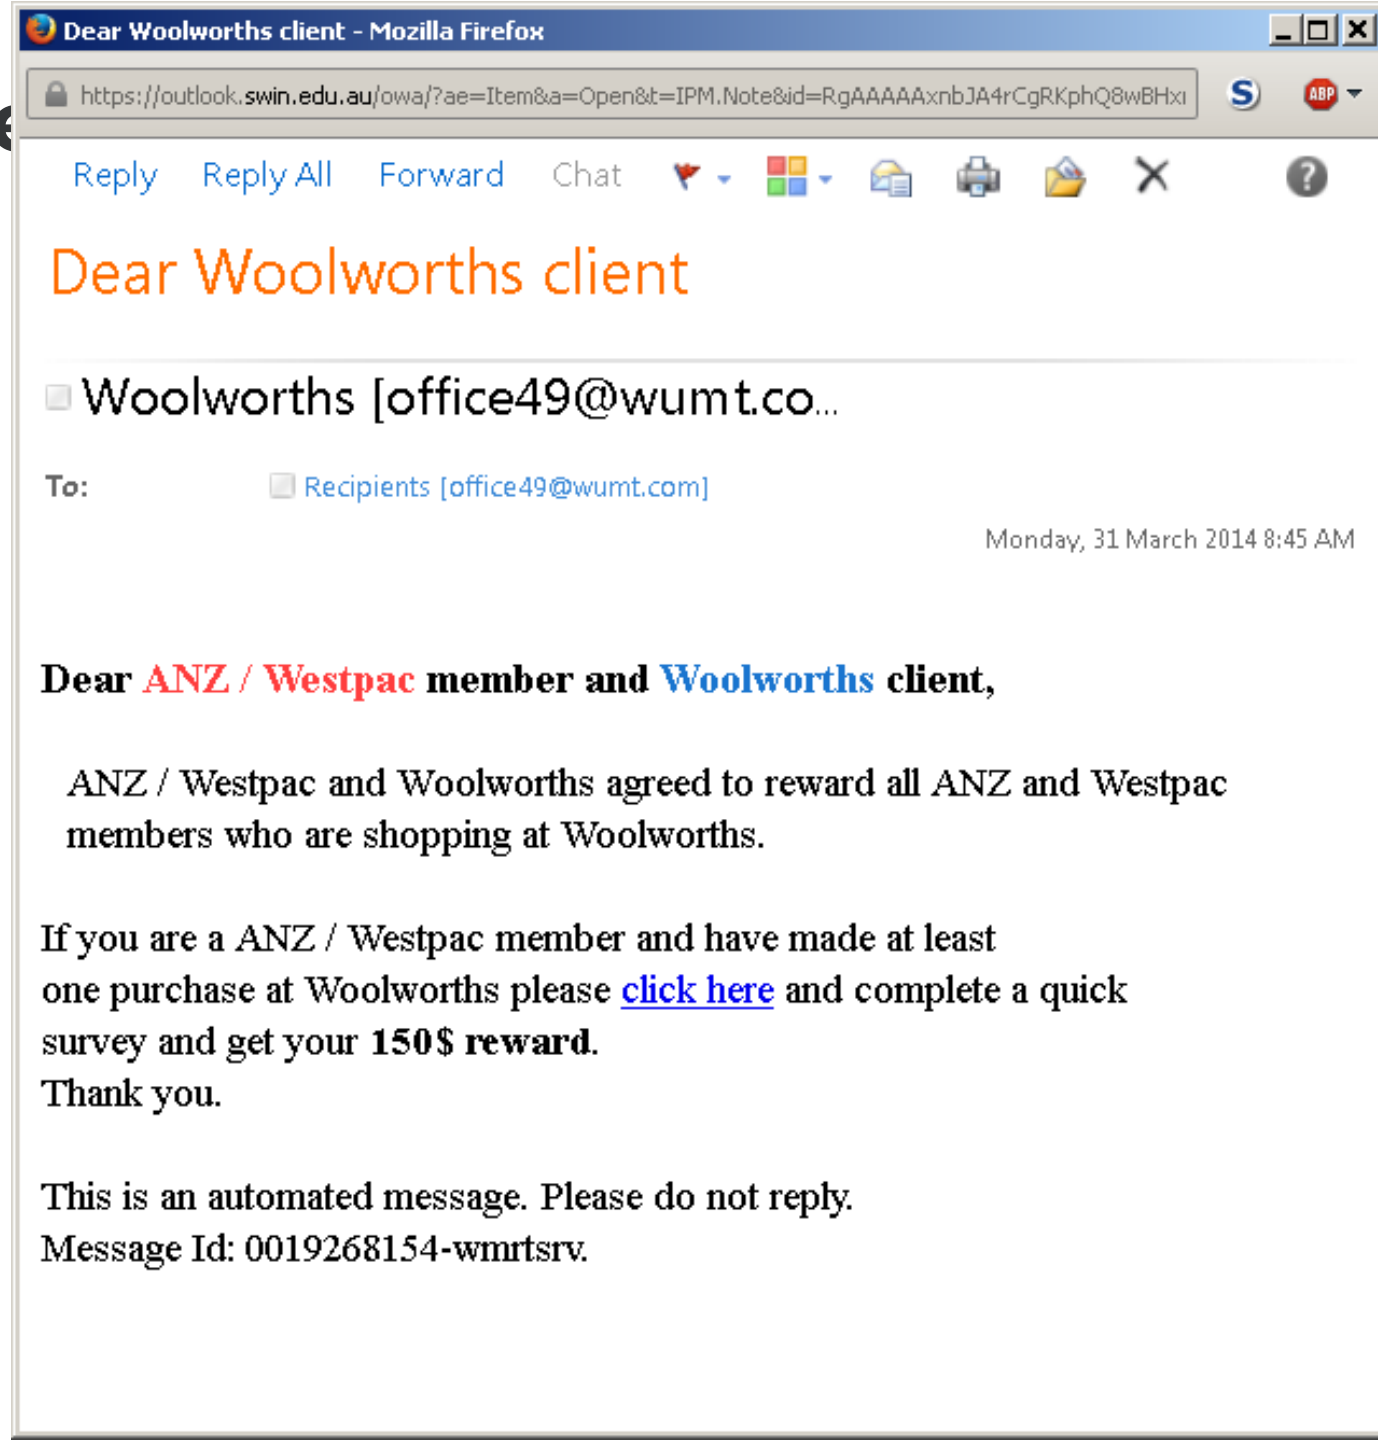 Dear Woolworths client - Mozilla Firefox
https://outlook.swin.edu.au/owa/?ae=Item&a=Open&t=IPM.Note&id=RgAAAAAxnbJA4rCgRKphQ8wBHxı
S
ABP
e
Reply Reply All Forward Chat
?
Dear Woolworths client
Woolworths [office49@wumt.co...
To: Recipients [office49@wumt.com]
Monday, 31 March 2014 8:45 AM
Dear ANZ / Westpac member and Woolworths client,
ANZ / Westpac and Woolworths agreed to reward all ANZ and Westpac
members who are shopping at Woolworths.
If you are a ANZ / Westpac member and have made at least
one purchase at Woolworths please click here and complete a quick
survey and get your 150$ reward.
Thank you.
This is an automated message. Please do not reply.
Message Id: 0019268154-wmrtsrv.